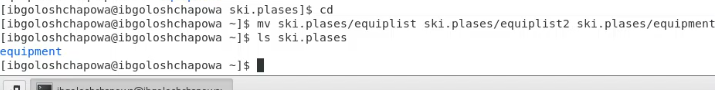 [ibgoloshchapowa@ibgoloshchapowa ski.plases]$ cd
[ibgoloshchapowa@ibgoloshchapowa ~]$ mv ski.plases/equiplist ski.plases/equiplist2 ski.plases/equipment
[ibgoloshchapowa@ibgoloshchapowa ~]$ ls ski.plases
equipment
[ibgoloshchapowa@ibgoloshchapowa ~]$